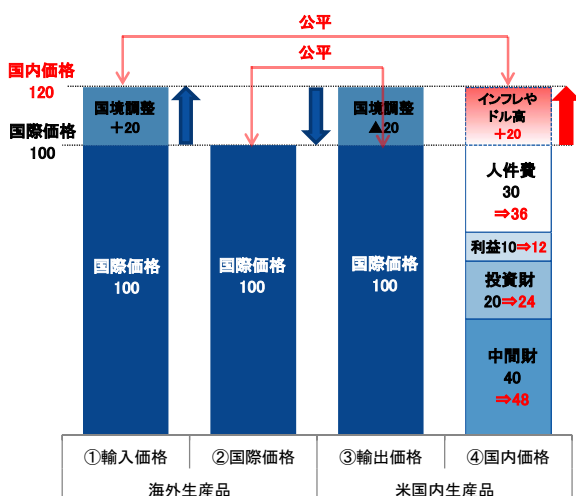 公平
公平
国内価格
120
国際価格
100
国境調整
＋20
国際価格
100
国際価格
100
国境調整
▲20
国際価格
100
インフレや
ドル高
+20
人件費
30
⇒36
利益10⇒12
投資財
20⇒24
中間財
40
⇒48
①輸入価格
②国際価格
③輸出価格
④国内価格
海外生産品
米国内生産品